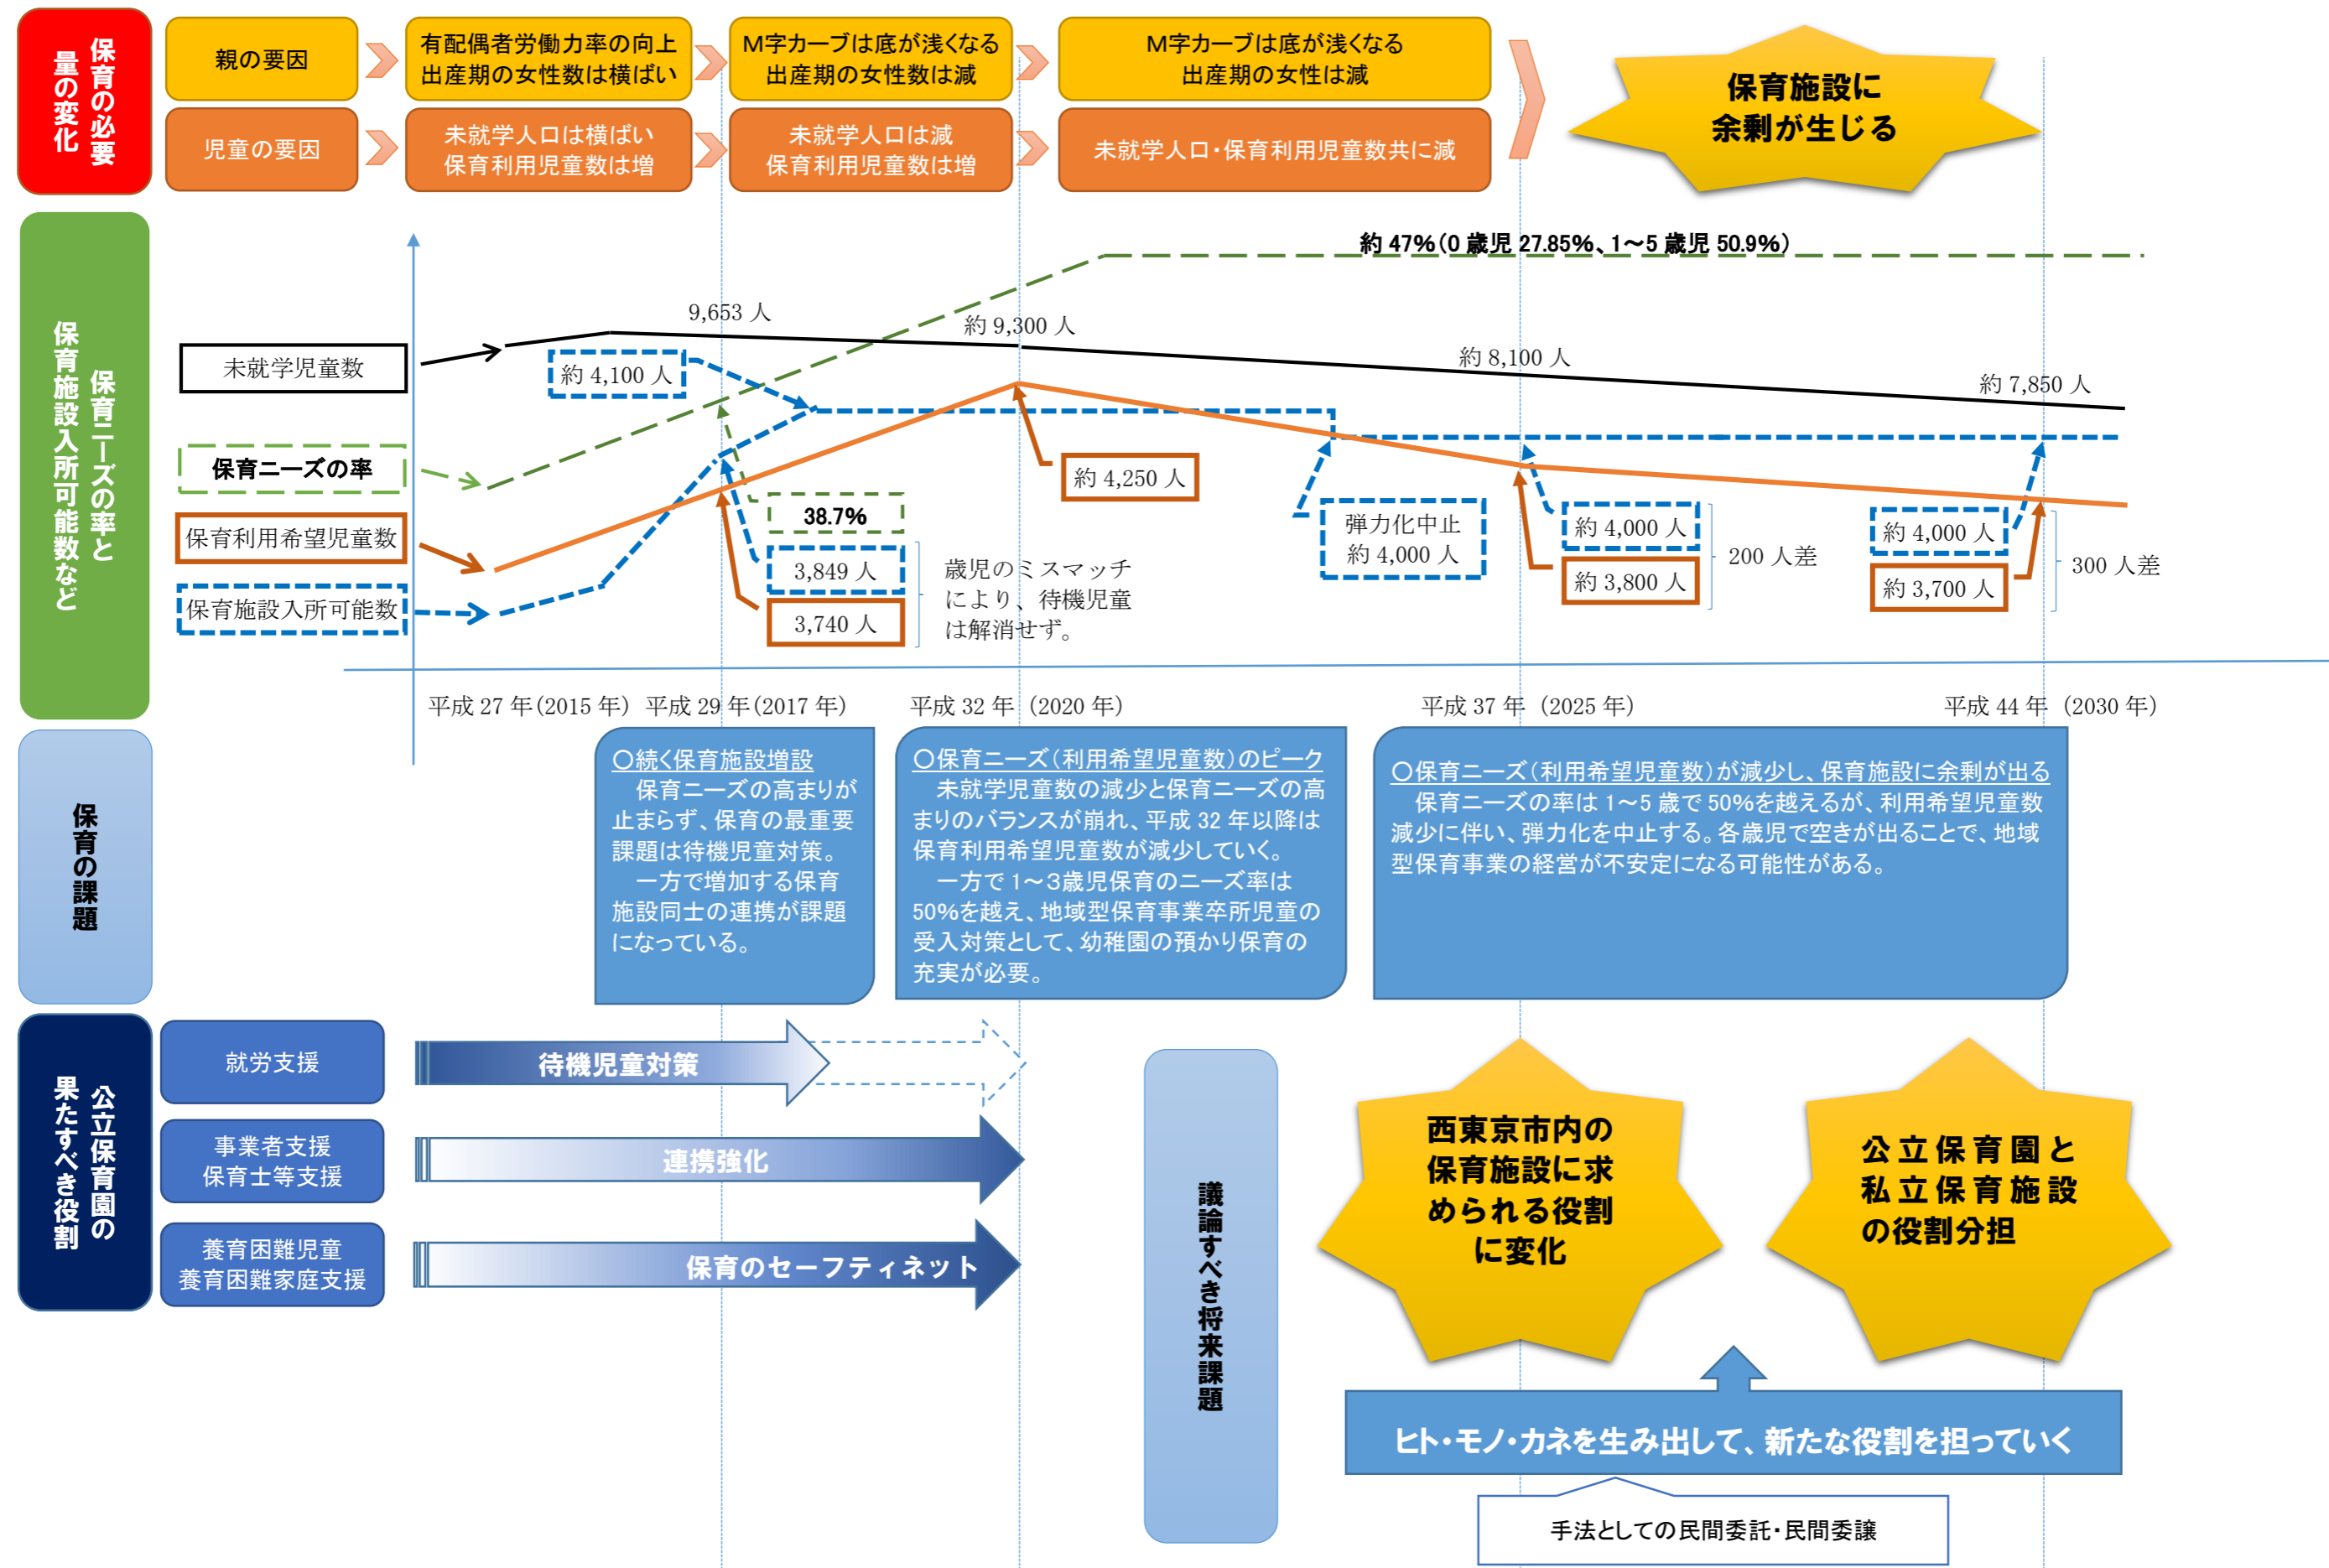 保育の必要
量の変化
親の要因
有配偶者労働力率の向上
出産期の女性数は横ばい
M字カーブは底が浅くなる
出産期の女性数は減
M字カーブは底が浅くなる
出産期の女性は減
児童の要因
未就学人口は横ばい
保育利用児童数は増
未就学人口は減
保育利用児童数は増
未就学人口・保育利用児童数共に減
保育施設に
余剰が生じる
保育ニーズの率と
保育施設入所可能数など
約 47%(0 歳児 27.85%、1～5 歳児 50.9%)
9,653 人
約 9,300 人
約 8,100 人
約 7,850 人
未就学児童数
約 4,100 人
保育ニーズの率
保育利用希望児童数
保育施設入所可能数
38.7%
3,849 人
3,740 人
歳児のミスマッチ
により、待機児童
は解消せず。
約 4,250 人
弾力化中止
約 4,000 人
約 4,000 人
約 3,800 人
200 人差
約 4,000 人
約 3,700 人
300 人差
平成 27 年(2015 年)
平成 29 年(2017 年)
平成 32 年（2020 年）
平成 37 年（2025 年）
平成 44 年（2030 年）
保育の課題
○続く保育施設増設
保育ニーズの高まりが
止まらず、保育の最重要
課題は待機児童対策。
一方で増加する保育
施設同士の連携が課題
になっている。
○保育ニーズ(利用希望児童数)のピーク
未就学児童数の減少と保育ニーズの高
まりのバランスが崩れ、平成 32 年以降は
保育利用希望児童数が減少していく。
一方で 1～3歳児保育のニーズ率は
50%を越え、地域型保育事業卒所児童の
受入対策として、幼稚園の預かり保育の
充実が必要。
○保育ニーズ(利用希望児童数)が減少し、保育施設に余剰が出る
保育ニーズの率は 1～5 歳で 50%を越えるが、利用希望児童数
減少に伴い、弾力化を中止する。各歳児で空きが出ることで、地域
型保育事業の経営が不安定になる可能性がある。
公立保育園の
果たすべき役割
就労支援
待機児童対策
事業者支援
保育士等支援
連携強化
養育困難児童
養育困難家庭支援
保育のセーフティネット
議論すべき将来課題
西東京市内の
保育施設に求
められる役割
に変化
公立保育園と
私立保育施設
の役割分担
ヒト・モノ・カネを生み出して、新たな役割を担っていく
手法としての民間委託・民間委譲